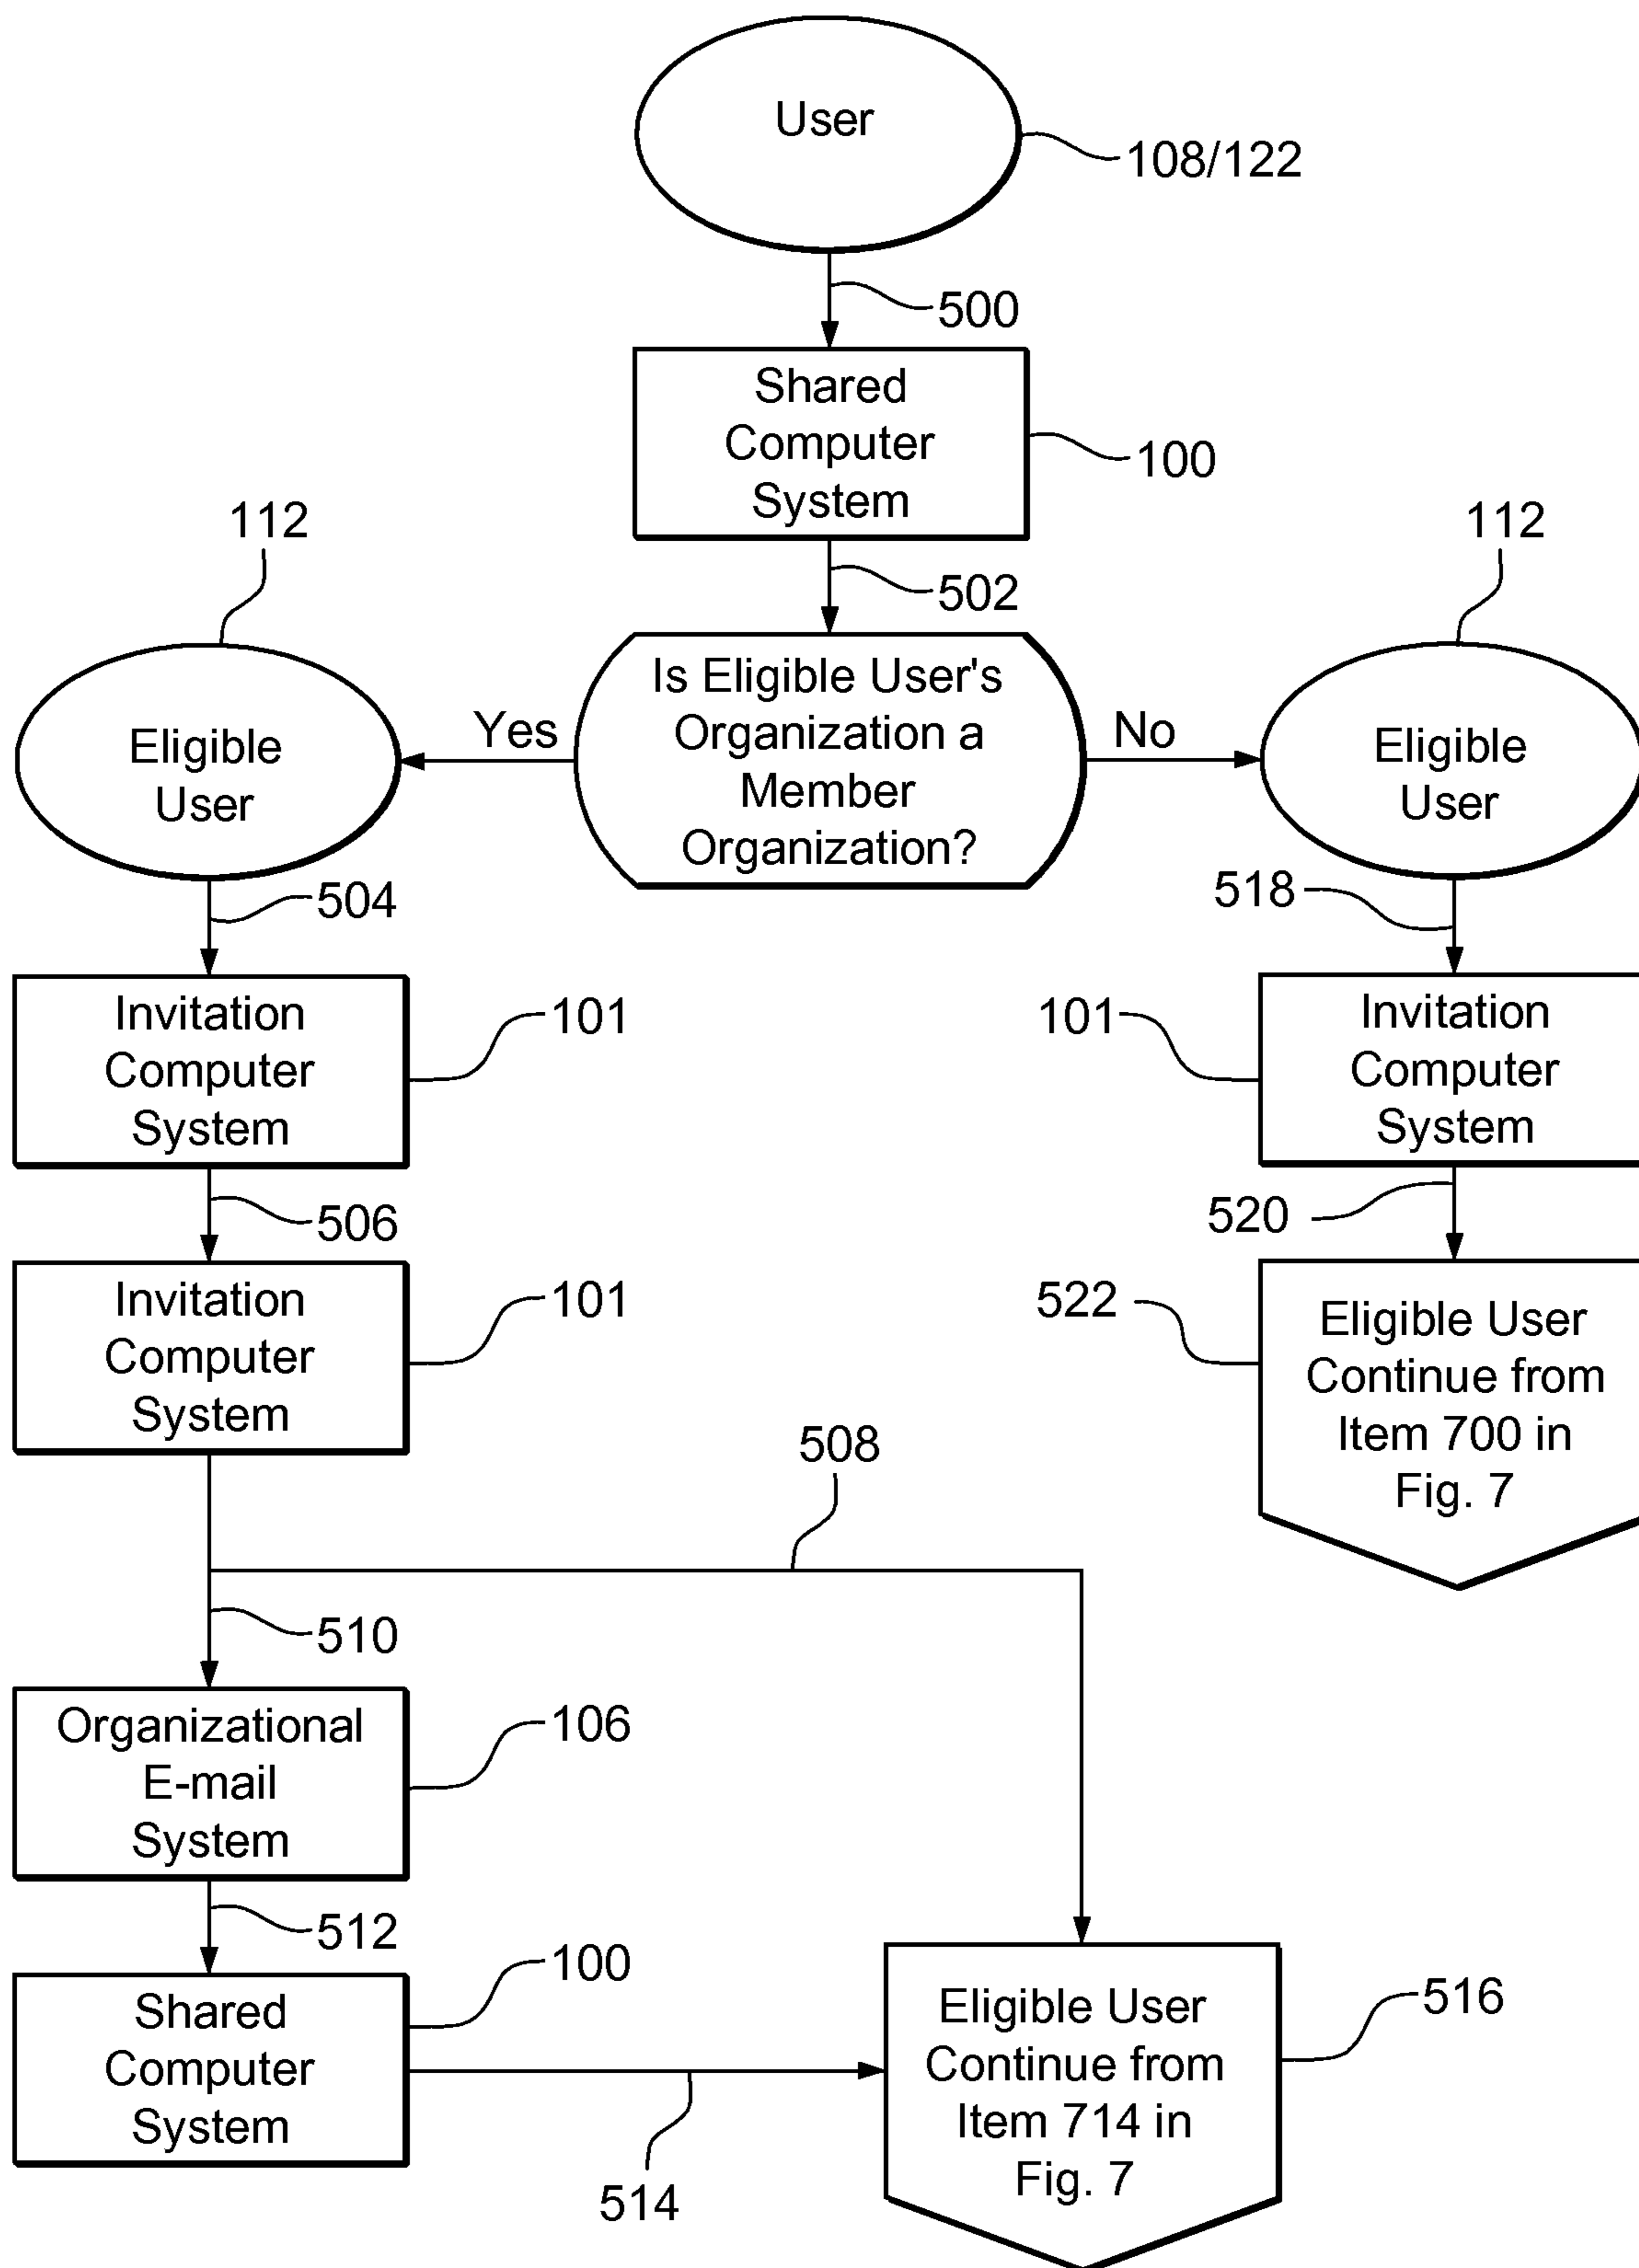 User
108/122
500
Shared
Computer
System
100
502
112
112
Is Eligible User's
Organization a
Member
Organization?
Yes
No
Eligible
User
Eligible
User
504
518
Invitation
Computer
System
101
101
Invitation
Computer
System
506
520
Invitation
Computer
System
101
522
Eligible User
Continue from
Item 700 in
Fig. 7
508
510
Organizational
E-mail
System
106
512
Shared
Computer
System
100
514
Eligible User
Continue from
Item 714 in
Fig. 7
516